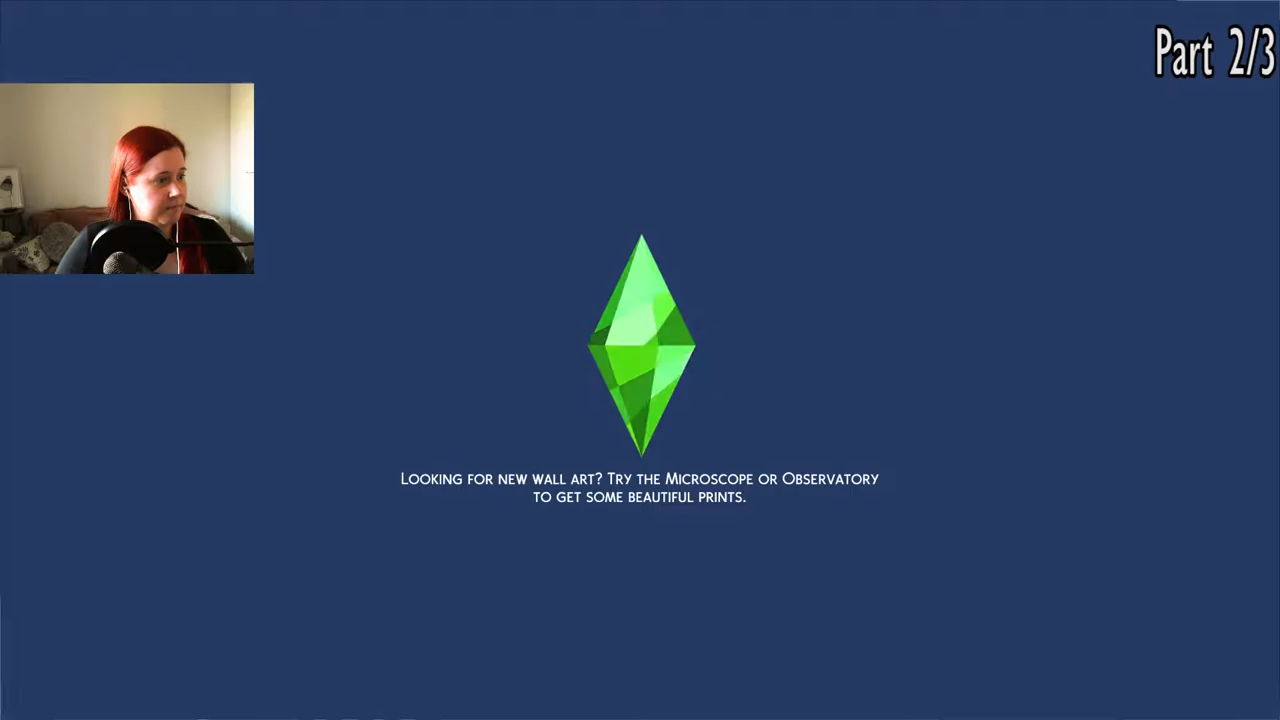 Part 2/3
Looking for new wall art? Try the Microscope or Observatory
to get some beautiful prints.